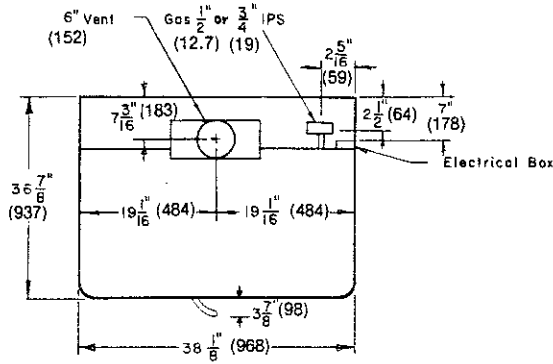 6" Vent
(152)
Gas 1/2" or 3/4" IPS
(12.7) (19)
2 5/16"
(59)
7 3/16" (183)
2 1/2" (64)
7"
(178)
Electrical Box
36 7/8"
(937)
19 1/16" (484)
19 1/16" (484)
3 7/8" (98)
38 1/8" (968)